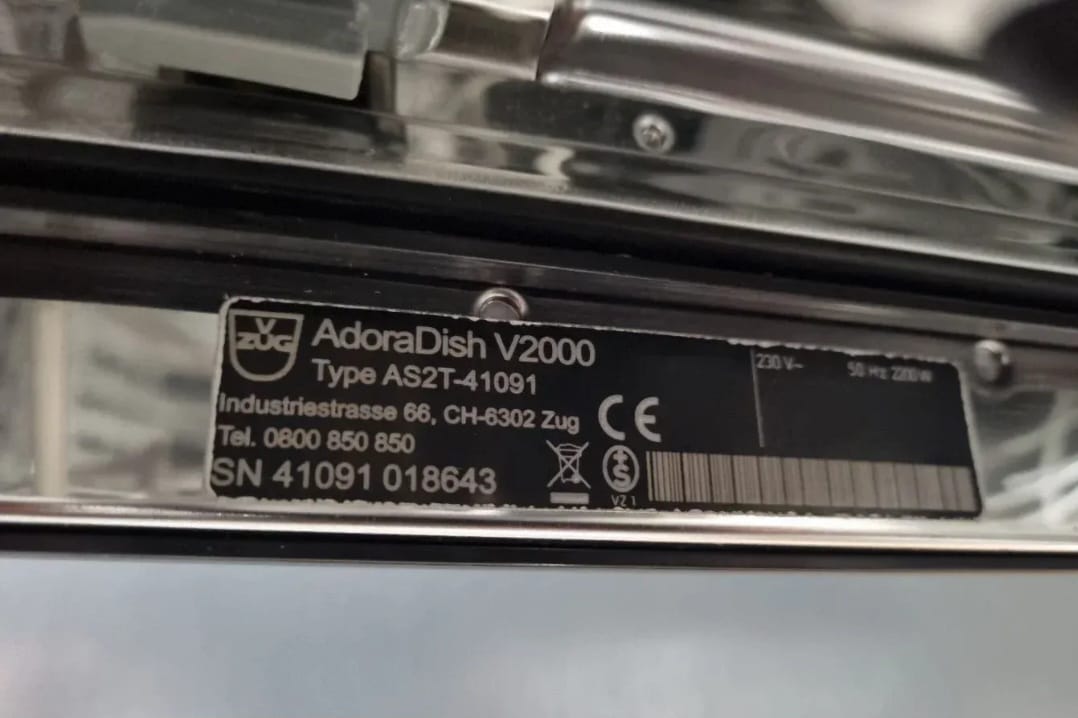 V
ZUG
AdoraDish V2000
Type AS2T-41091
Industriestrasse 66, CH-6302 Zug
Tel. 0800 850 850
SN 41091 018643
CE
S
VZ 1
230 V~
50 Hz 2200 W